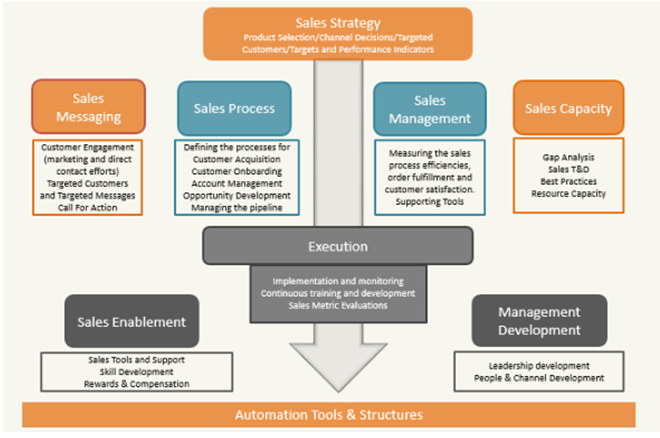 Sales Strategy
Product Selection/Channel Decisions/Targeted
Customers/Targets and Performance Indicators
Sales
Messaging
Customer Engagement
(marketing and direct
contact efforts)
Targeted Customers
and Targeted Messages
Call For Action
Sales Process
Defining the processes for
Customer Acquisition
Customer Onboarding
Account Management
Opportunity Development
Managing the pipeline
Sales
Management
Measuring the sales
process efficiencies,
order fulfillment and
customer satisfaction.
Supporting Tools
Sales Capacity
Gap Analysis
Sales T&D
Best Practices
Resource Capacity
Execution
Implementation and monitoring
Continuous training and development
Sales Metric Evaluations
Sales Enablement
Sales Tools and Support
Skill Development
Rewards & Compensation
Management
Development
Leadership development
People & Channel Development
Automation Tools & Structures